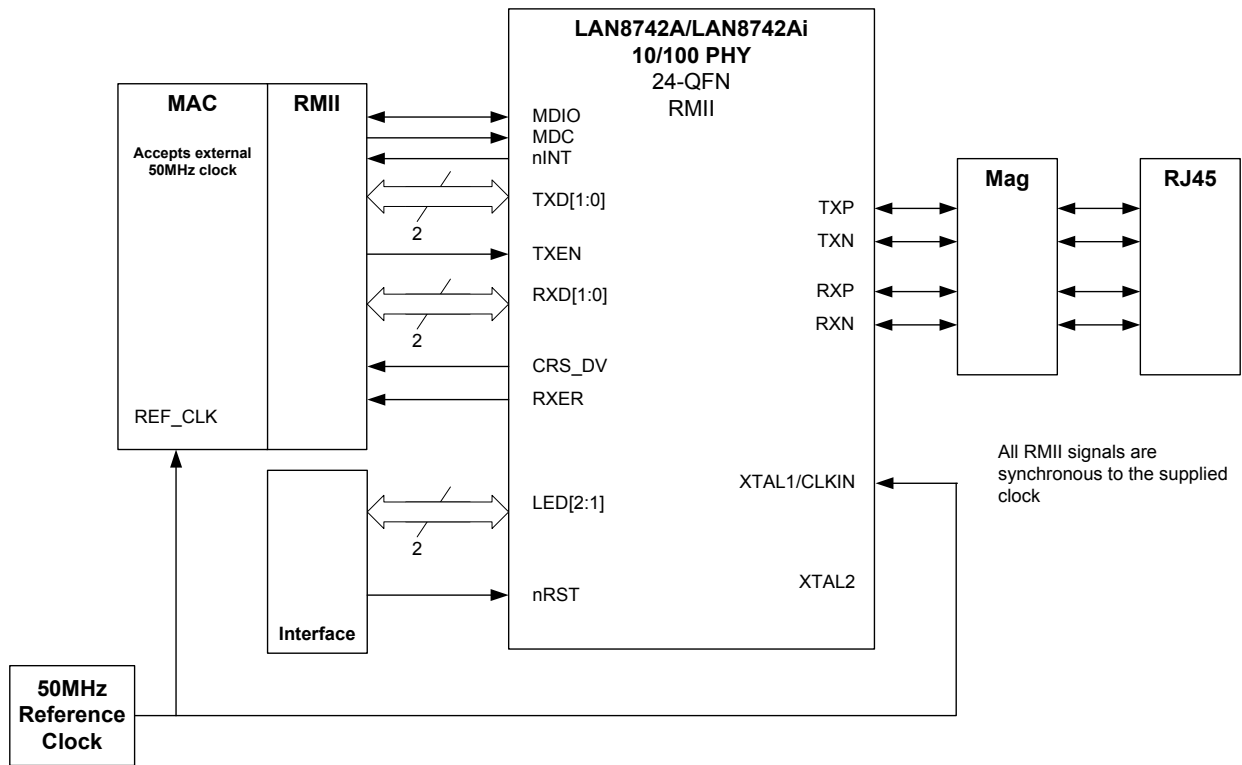 LAN8742A/LAN8742Ai
10/100 PHY
24-QFN
RMII
MAC
RMII
Accepts external
50MHz clock
REF_CLK
MDIO
MDC
nINT
TXD[1:0]
2
TXEN
RXD[1:0]
2
CRS_DV
RXER
LED[2:1]
2
nRST
Interface
TXP
TXN
RXP
RXN
XTAL1/CLKIN
XTAL2
Mag
RJ45
All RMII signals are
synchronous to the supplied
clock
50MHz
Reference
Clock